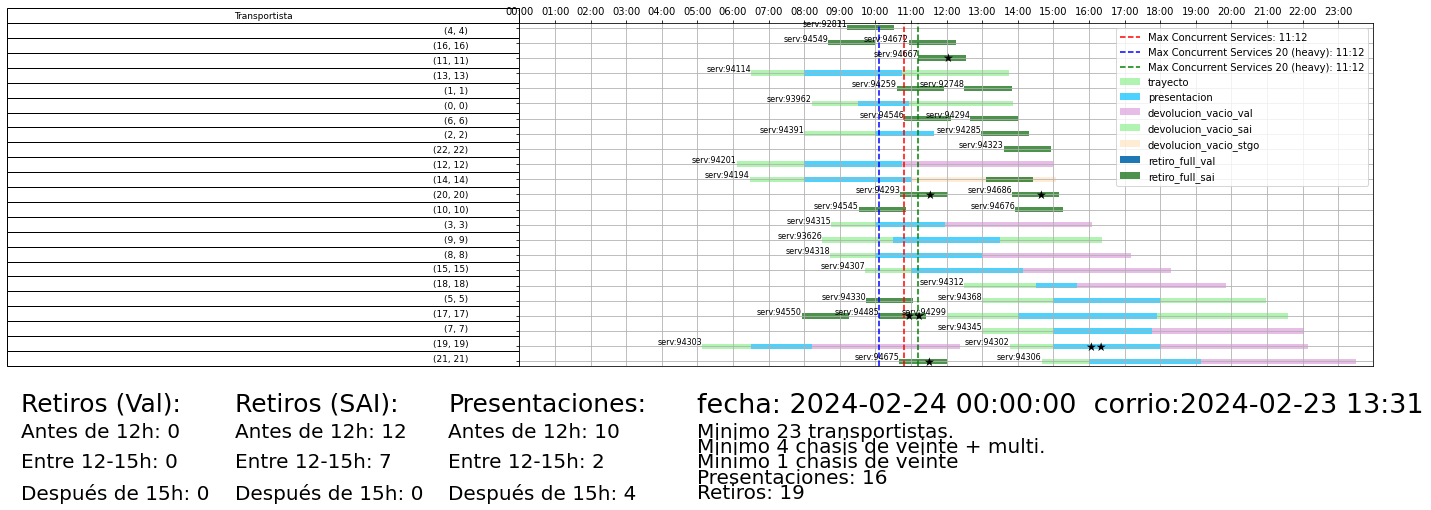 Transportista
00:00 01:00 02:00 03:00 04:00 05:00 06:00 07:00 08:00 09:00 10:00 11:00 12:00 13:00 14:00 15:00 16:00 17:00 18:00 19:00 20:00 21:00 22:00 23:00
(4, 4) serv:92811
(16, 16) serv:94549 serv:94672
(11, 11) serv:94667
(13, 13) serv:94114
(1, 1) serv:94259 serv:92748
(0, 0) serv:93962
(6, 6) serv:94546 serv:94294
(2, 2) serv:94391 serv:94285
(22, 22) serv:94323
(12, 12) serv:94201
(14, 14) serv:94194
(20, 20) serv:94293 serv:94686
(10, 10) serv:94545 serv:94676
(3, 3) serv:94315
(9, 9) serv:93626
(8, 8) serv:94318
(15, 15) serv:94307
(18, 18) serv:94312
(5, 5) serv:94330 serv:94368
(17, 17) serv:94550 serv:94485 serv:94299
(7, 7) serv:94345
(19, 19) serv:94303 serv:94302
(21, 21) serv:94675 serv:94306
Max Concurrent Services: 11:12
Max Concurrent Services 20 (heavy): 11:12
Max Concurrent Services 20 (heavy): 11:12
trayecto
presentacion
devolucion_vacio_val
devolucion_vacio_sai
devolucion_vacio_stgo
retiro_full_val
retiro_full_sai
Retiros (Val):
Antes de 12h: 0
Entre 12-15h: 0
Después de 15h: 0
Retiros (SAI):
Antes de 12h: 12
Entre 12-15h: 7
Después de 15h: 0
Presentaciones:
Antes de 12h: 10
Entre 12-15h: 2
Después de 15h: 4
fecha: 2024-02-24 00:00:00 corrio:2024-02-23 13:31
Minimo 23 transportistas.
Minimo 4 chasis de veinte + multi.
Minimo 1 chasis de veinte
Presentaciones: 16
Retiros: 19